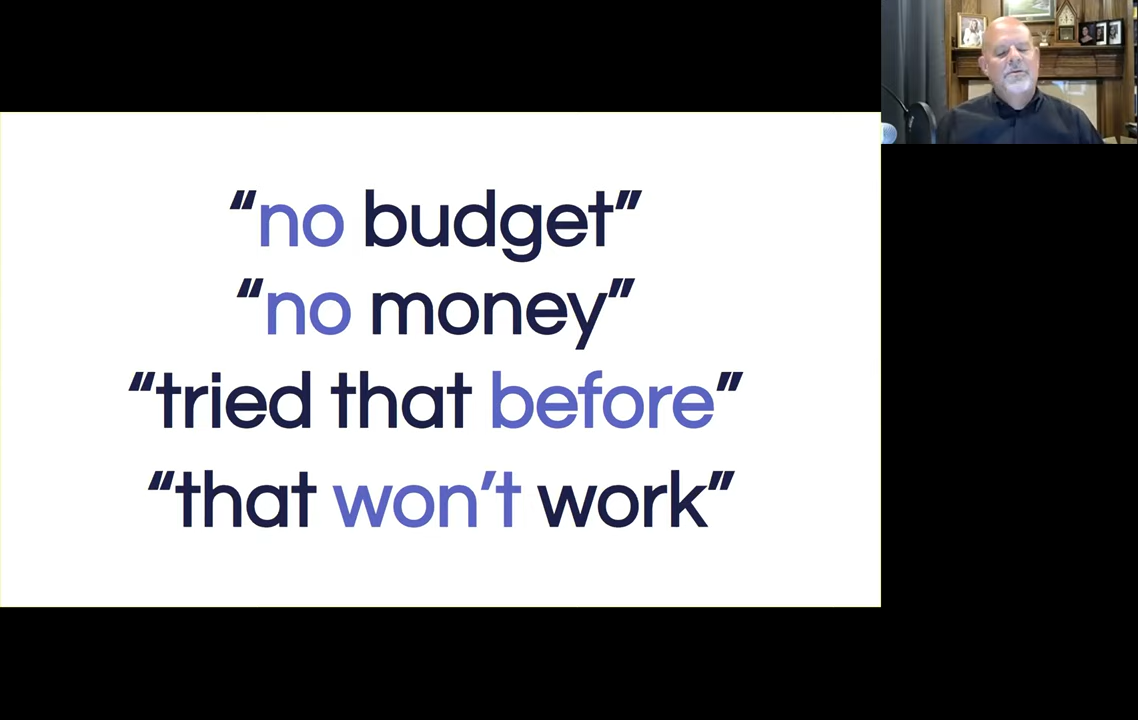 “no budget”
“no money”
“tried that before”
“that won’t work”